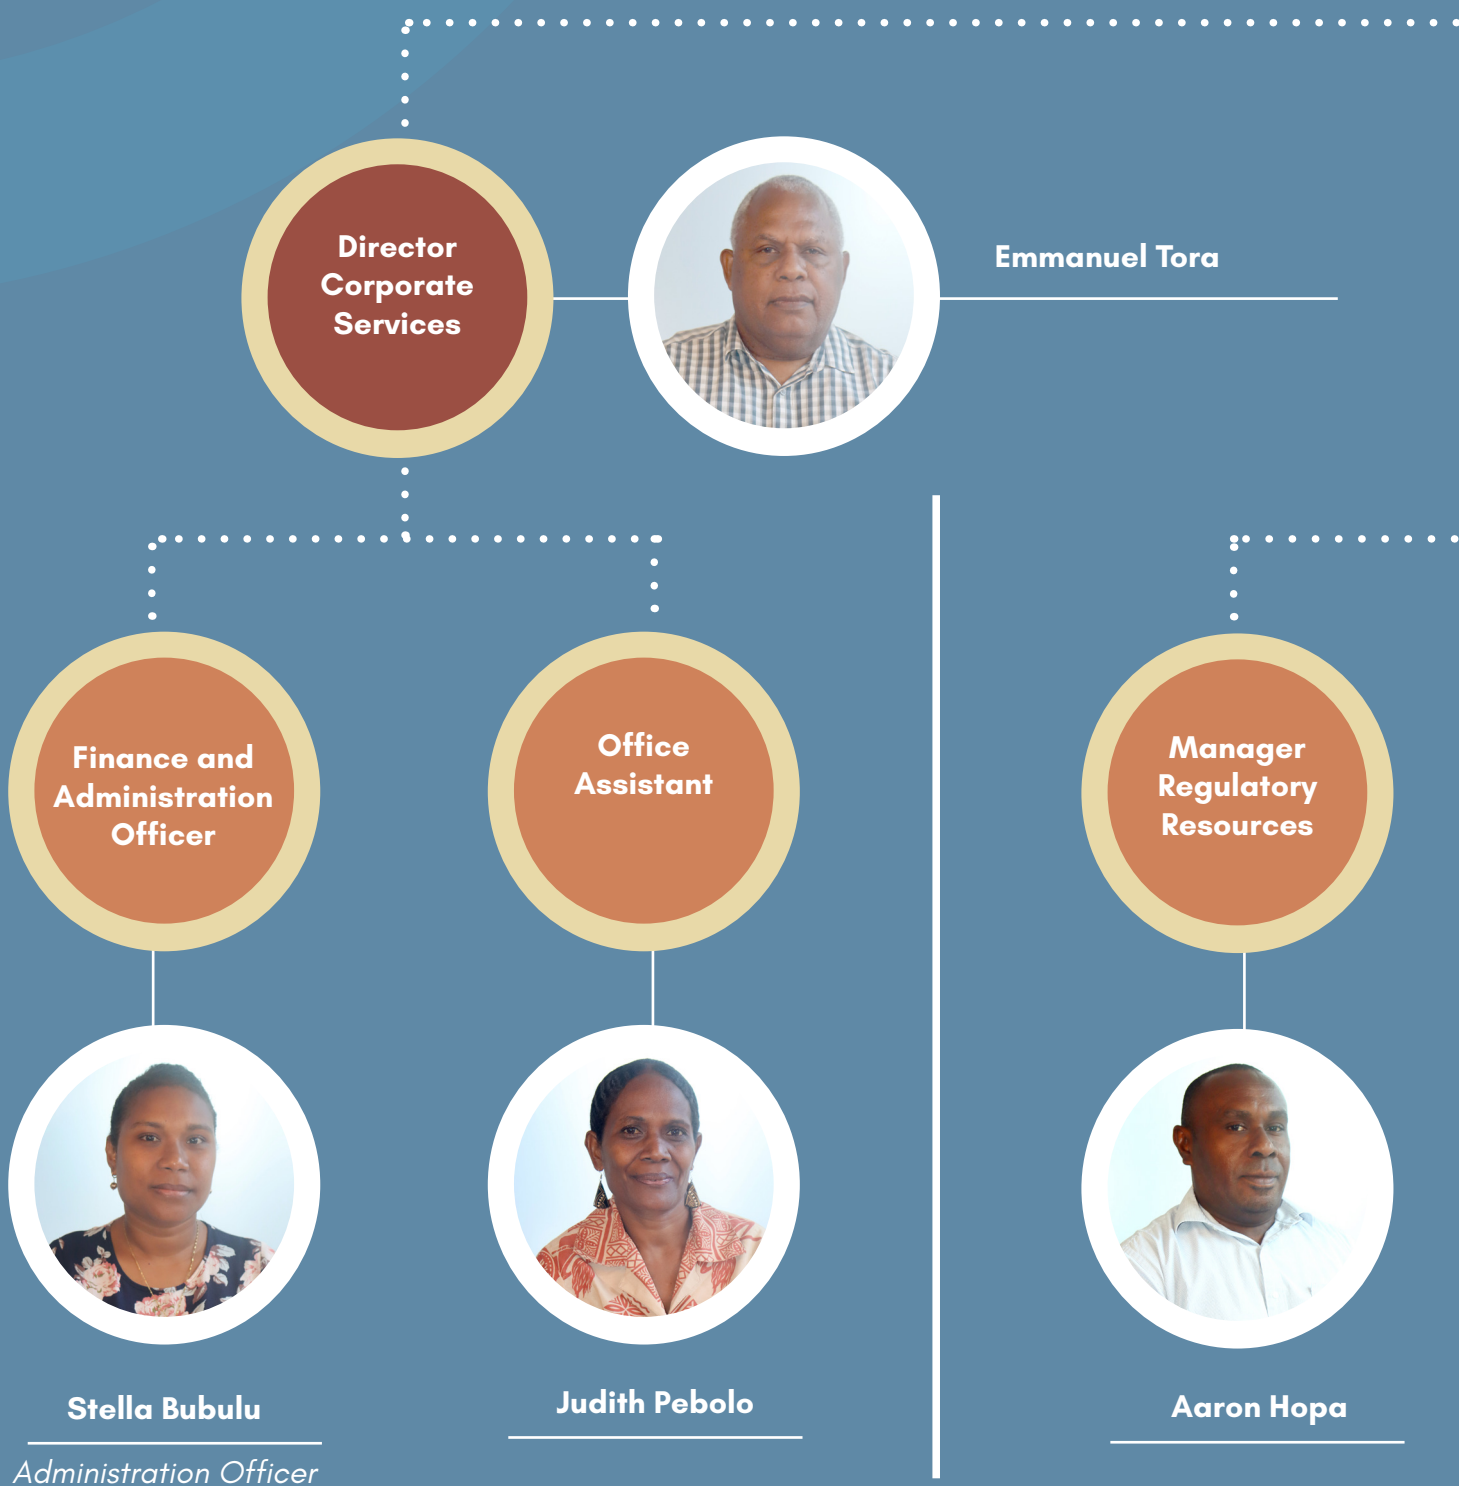 Director
Corporate
Services
Emmanuel Tora
Finance and
Administration
Officer
Office
Assistant
Manager
Regulatory
Resources
Stella Bubulu
Administration Officer
Judith Pebolo
Aaron Hopa